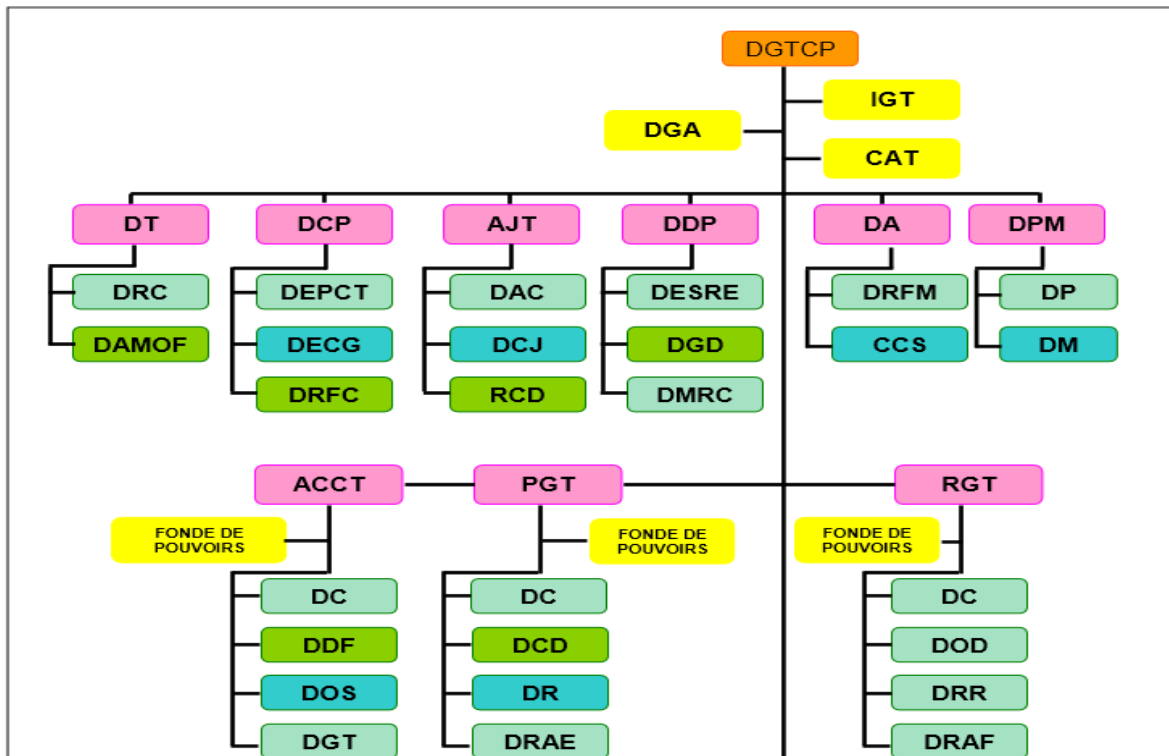 DGTCP
IGT
DGA
CAT
DT
DCP
AJT
DDP
DA
DPM
DRC
DEPCT
DAC
DESRE
DRFM
DP
DAMOF
DECG
DCJ
DGD
CCS
DM
DRFC
RCD
DMRC
ACCT
PGT
RGT
FONDE DE
POUVOIRS
FONDE DE
POUVOIRS
FONDE DE
POUVOIRS
DC
DC
DC
DDF
DCD
DOD
DOS
DR
DRR
DGT
DRAE
DRAF